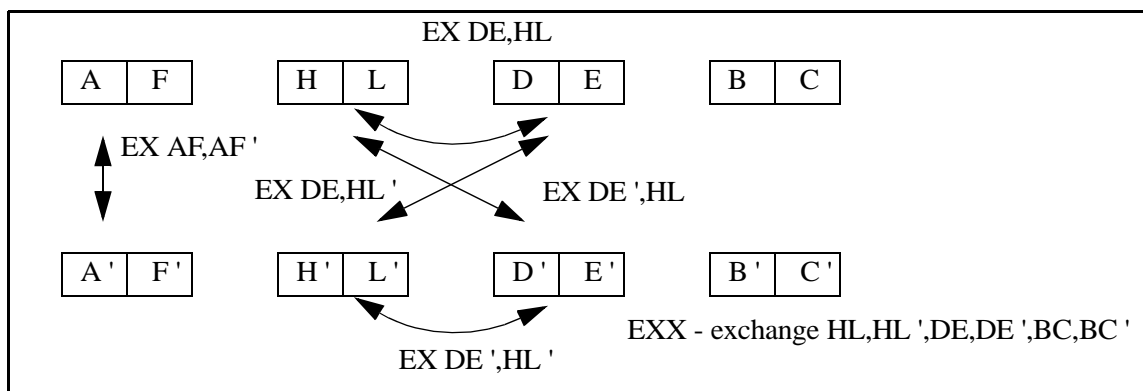 EX DE,HL
A F H L D E B C
EX AF,AF '
EX DE,HL ' EX DE ',HL
A ' F ' H ' L ' D ' E ' B ' C '
EXX - exchange HL,HL ',DE,DE ',BC,BC '
EX DE ',HL '